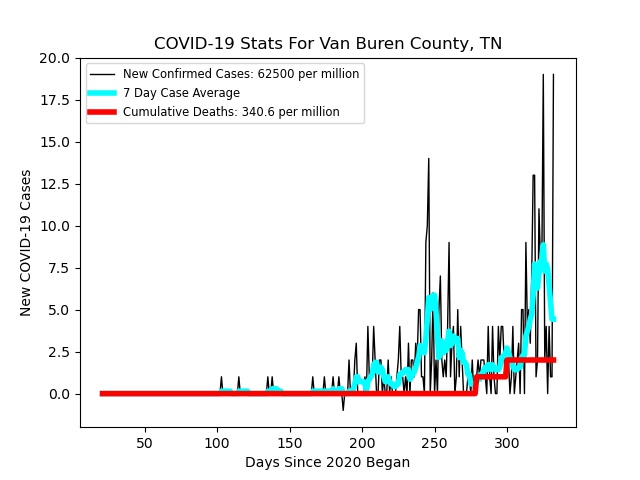 COVID-19 Stats For Van Buren County, TN
New Confirmed Cases: 62500 per million
7 Day Case Average
Cumulative Deaths: 340.6 per million
New COVID-19 Cases
20.0
17.5
15.0
12.5
10.0
7.5
5.0
2.5
0.0
50 100 150 200 250 300
Days Since 2020 Began